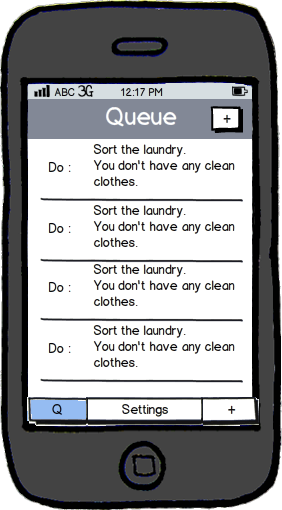 ABC 3G 12:17 PM
Queue +
Sort the laundry.
Do : You don't have any clean
clothes.
Sort the laundry.
Do : You don't have any clean
clothes.
Sort the laundry.
Do : You don't have any clean
clothes.
Sort the laundry.
Do : You don't have any clean
clothes.
Q Settings +